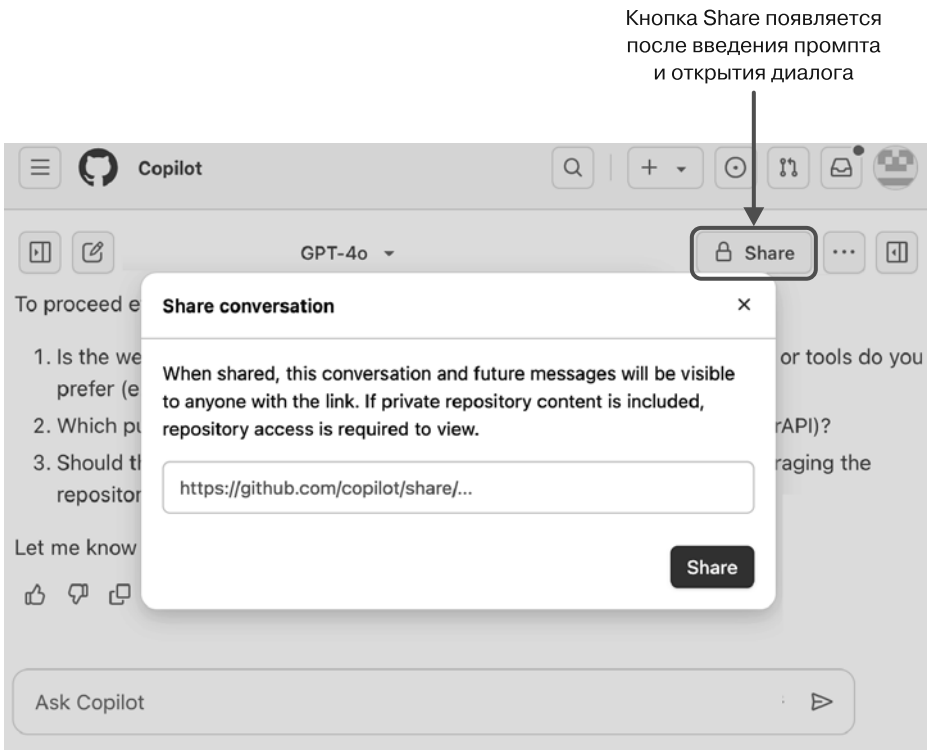 Кнопка Share появляется
после введения промпта
и открытия диалога
Copilot
GPT-4o
Share
To proceed e
Share conversation
1. Is the we
or tools do you
prefer (e
When shared, this conversation and future messages will be visible
to anyone with the link. If private repository content is included,
repository access is required to view.
2. Which pu
rAPI)?
3. Should th
raging the
repositor
https://github.com/copilot/share/...
Let me know
Share
Ask Copilot